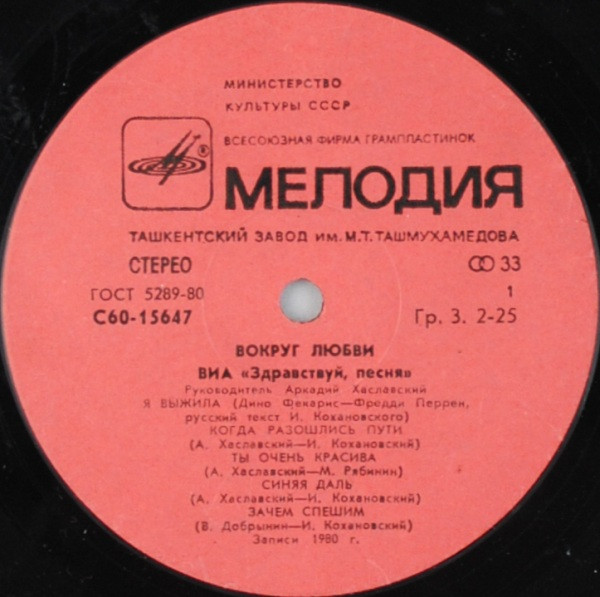 МИНИСТЕРСТВО
КУЛЬТУРЫ СССР
ВСЕСОЮЗНАЯ ФИРМА ГРАМПЛАСТИНОК
®
МЕЛОДИЯ
ТАШКЕНТСКИЙ ЗАВОД ИМ. М.Т. ТАШМУХАМЕДОВА
СТЕРЕО 33
ГОСТ 5289-80 1
С60-15647 Гр. 3. 2-25
ВОКРУГ ЛЮБВИ
ВИА «Здравствуй, песня»
Руководитель Аркадий Хаславский
Я ВЫЖИЛА (Дино Фекарис—Фредди Перрен,
русский текст И. Кохановского)
КОГДА РАЗОШЛИСЬ ПУТИ
(А. Хаславский—И. Кохановский)
ТЫ ОЧЕНЬ КРАСИВА
(А. Хаславский—М. Рябинин)
СИНЯЯ ДАЛЬ
(А. Хаславский—И. Кохановский)
ЗАЧЕМ СПЕШИМ
(В. Добрынин—И. Кохановский)
Записи 1980 г.